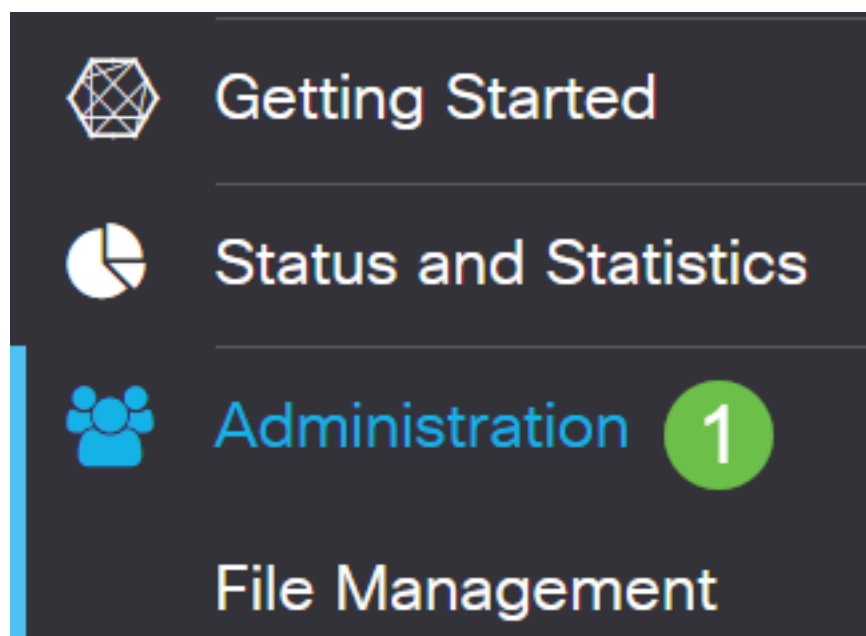 Getting Started
Status and Statistics
Administration 1
File Management